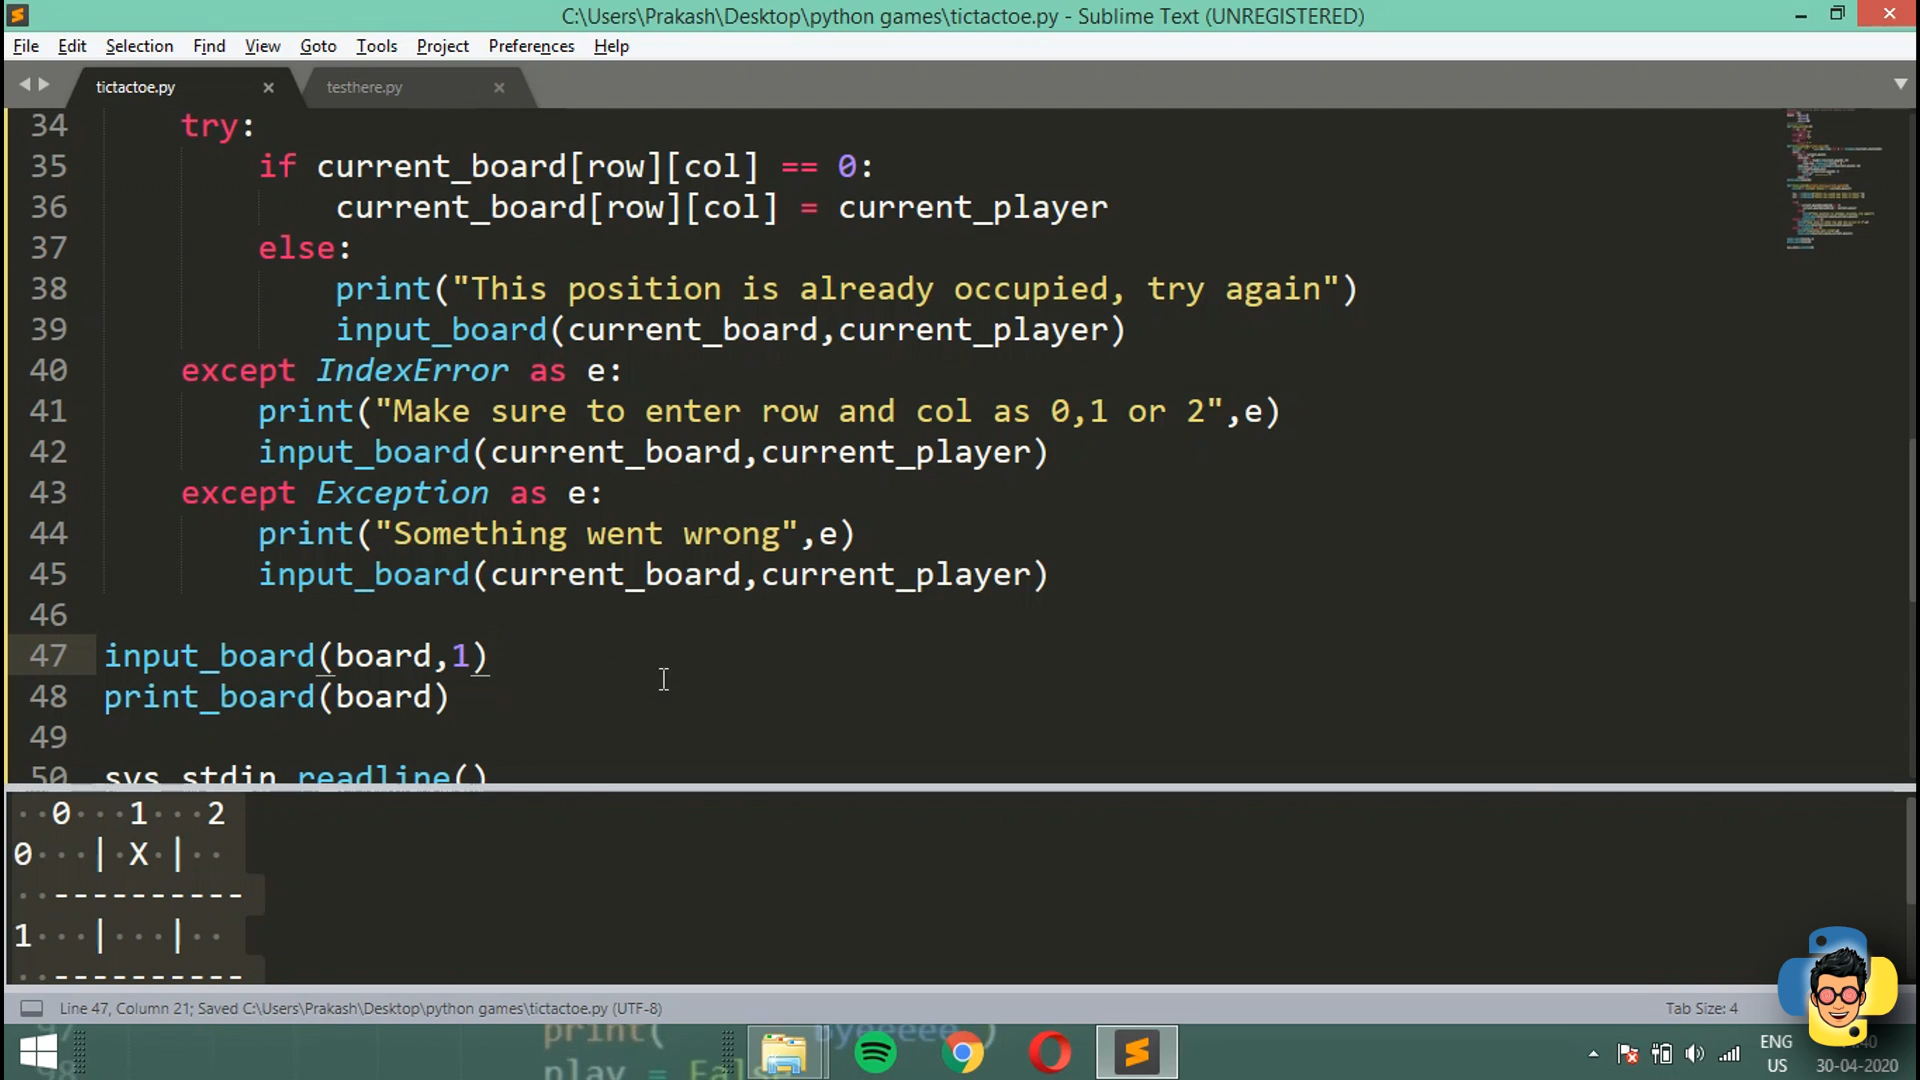 C:\Users\Prakash\Desktop\python games\tictactoe.py - Sublime Text (UNREGISTERED)
File Edit Selection Find View Goto Tools Project Preferences Help
tictactoe.py testhere.py
34 try:
35 if current_board[row][col] == 0:
36 current_board[row][col] = current_player
37 else:
38 print("This position is already occupied, try again")
39 input_board(current_board,current_player)
40 except IndexError as e:
41 print("Make sure to enter row and col as 0,1 or 2",e)
42 input_board(current_board,current_player)
43 except Exception as e:
44 print("Something went wrong",e)
45 input_board(current_board,current_player)
46
47 input_board(board,1)
48 print_board(board)
49
50 sys.stdin.readline()
0 1 2
0 | X |
----------
1 | |
----------
Line 47, Column 21; Saved C:\Users\Prakash\Desktop\python games\tictactoe.py (UTF-8)
Tab Size: 4
print( byeeeee )
play = False
ENG
US
30-04-2020